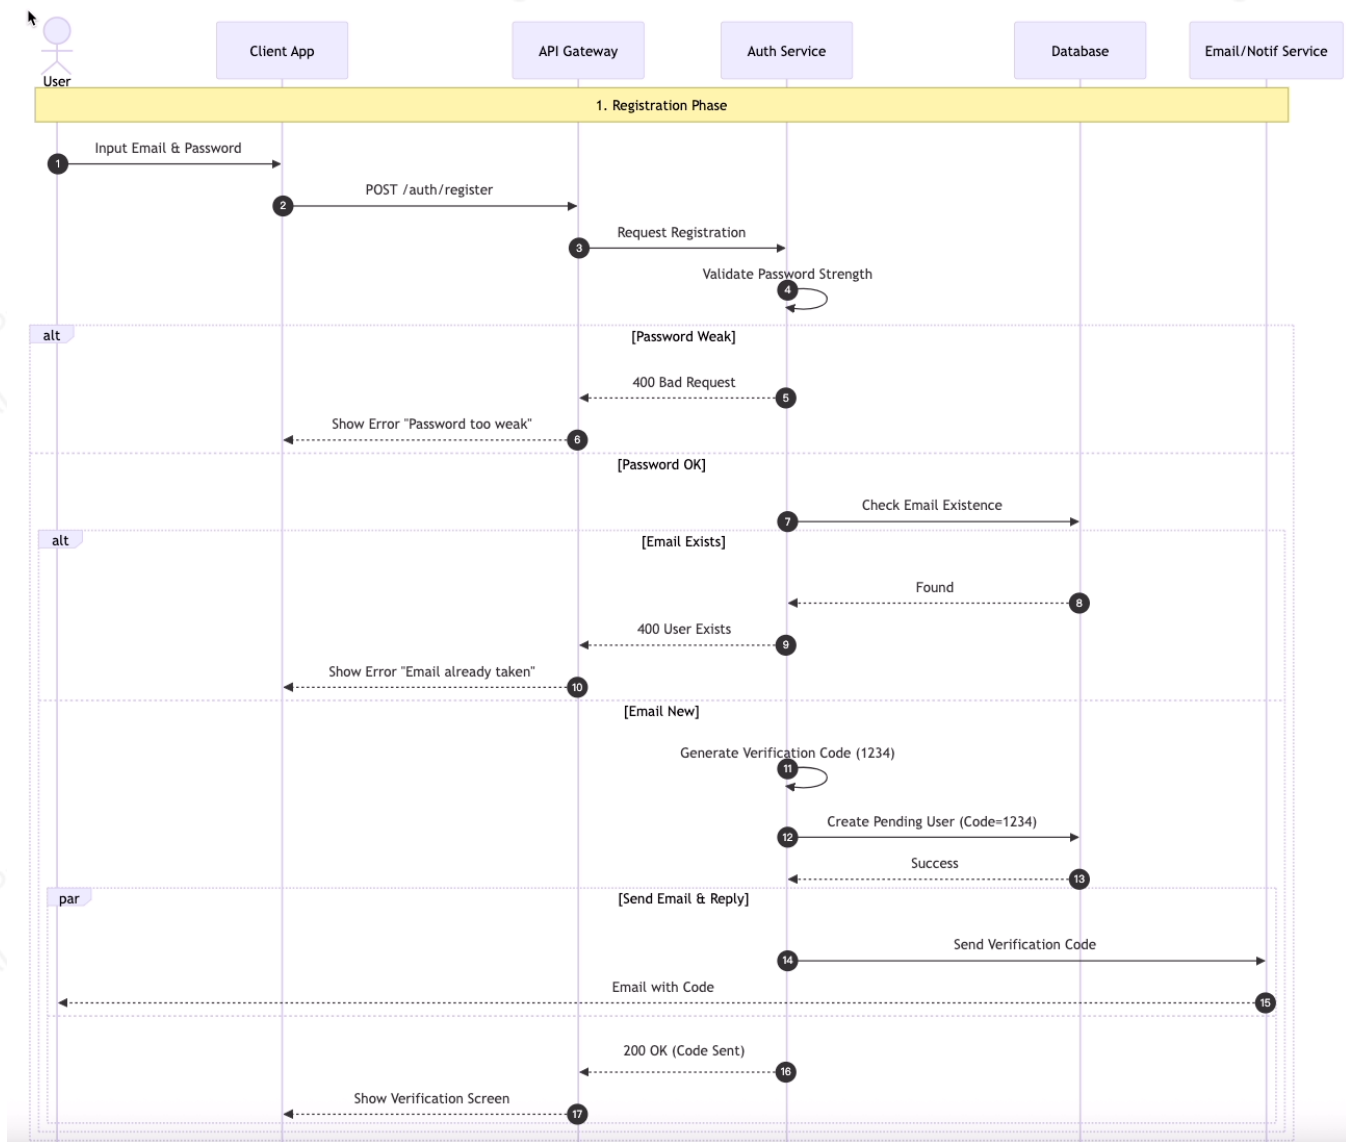 User
Client App
API Gateway
Auth Service
Database
Email/Notif Service
1. Registration Phase
Input Email & Password
1
POST /auth/register
2
Request Registration
3
Validate Password Strength
4
alt
[Password Weak]
400 Bad Request
5
Show Error "Password too weak"
6
[Password OK]
Check Email Existence
7
alt
[Email Exists]
Found
8
400 User Exists
9
Show Error "Email already taken"
10
[Email New]
Generate Verification Code (1234)
11
Create Pending User (Code=1234)
12
Success
13
par
[Send Email & Reply]
Send Verification Code
14
Email with Code
15
200 OK (Code Sent)
16
Show Verification Screen
17